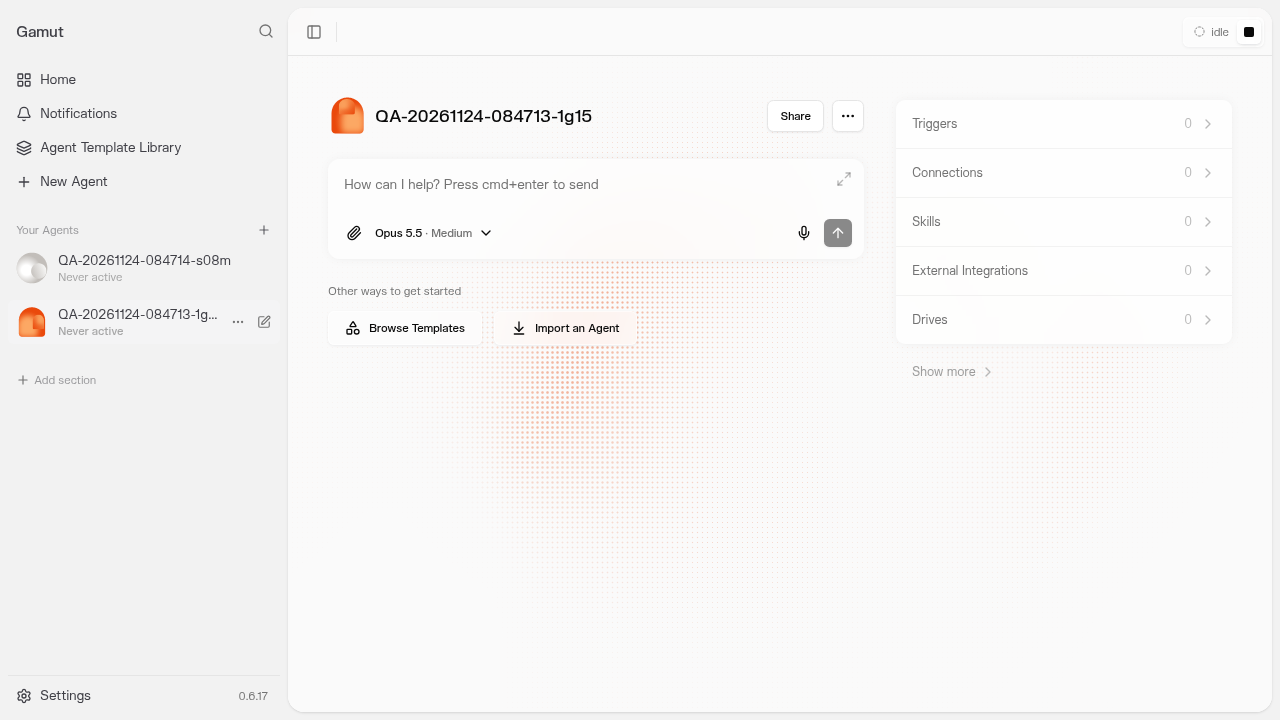 Gamut
Home
Notifications
Agent Template Library
New Agent
Your Agents
QA-20261124-084714-s08m
Never active
QA-20261124-084713-1g...
Never active
Add section
Settings
0.6.17
idle
QA-20261124-084713-1g15
Share
How can I help? Press cmd+enter to send
Opus 5.5 · Medium
Other ways to get started
Browse Templates
Import an Agent
Triggers 0
Connections 0
Skills 0
External Integrations 0
Drives 0
Show more